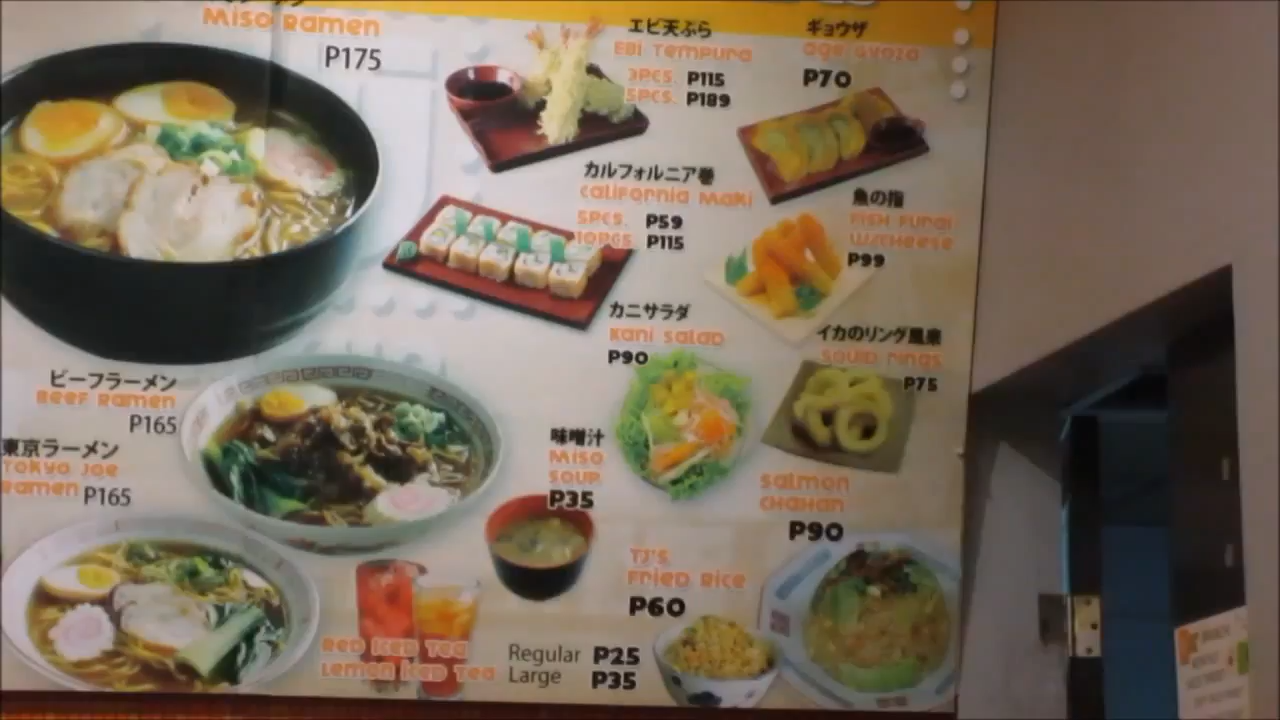 Miso Ramen
P175
エビ天ぷら
EBI Tempura
3PCS. P115
5PCS. P189
ギョウザ
Agei Gyoza
P70
カルフォルニア巻
California Maki
5PCS. P59
10PCS. P115
魚の指
Fish Furai
W/Cheese
P99
カニサラダ
Kani Salad
P90
イカのリング風来
Squid Rings
P75
ビーフラーメン
Beef Ramen
P165
東京ラーメン
Tokyo Joe
Ramen P165
味噌汁
Miso
Soup
P35
Salmon
Chahan
P90
TJ's
Fried Rice
P60
Red Iced Tea
Lemon Iced Tea
Regular P25
Large P35